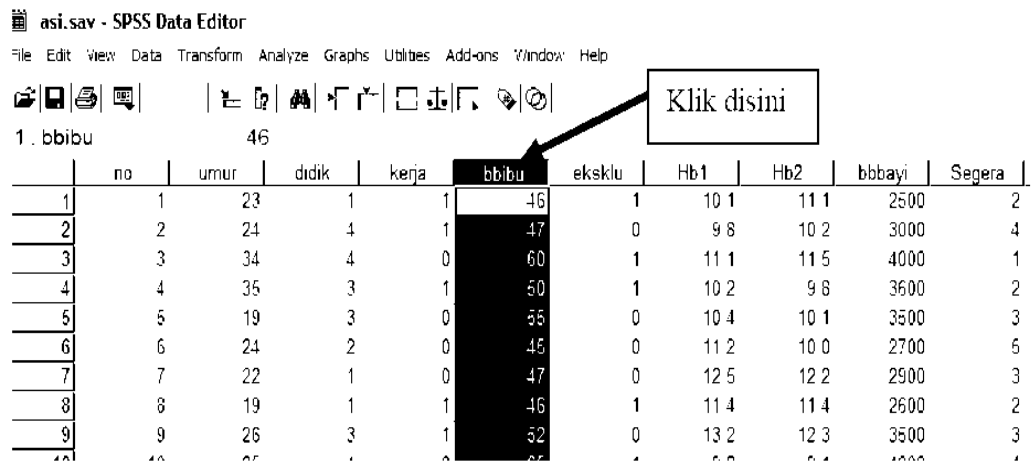 asi.sav - SPSS Data Editor
File Edit View Data Transform Analyze Graphs Utilities Add-ons Window Help
Klik disini
1 . bbibu 46
no umur didik kerja bbibu eksklu Hb1 Hb2 bbbayi Segera
1 1 23 1 1 46 1 10 1 11 1 2500 2
2 2 24 4 1 47 0 9 8 10 2 3000 4
3 3 34 4 0 60 1 11 1 11 5 4000 1
4 4 35 3 1 50 1 10 2 9 8 3600 2
5 5 19 3 0 55 0 10 4 10 1 3500 3
6 6 24 2 0 45 0 11 2 10 0 2700 5
7 7 22 1 0 47 0 12 5 12 2 2900 3
8 8 19 1 1 46 1 11 4 11 4 2600 2
9 9 26 3 1 52 0 13 2 12 3 3500 3